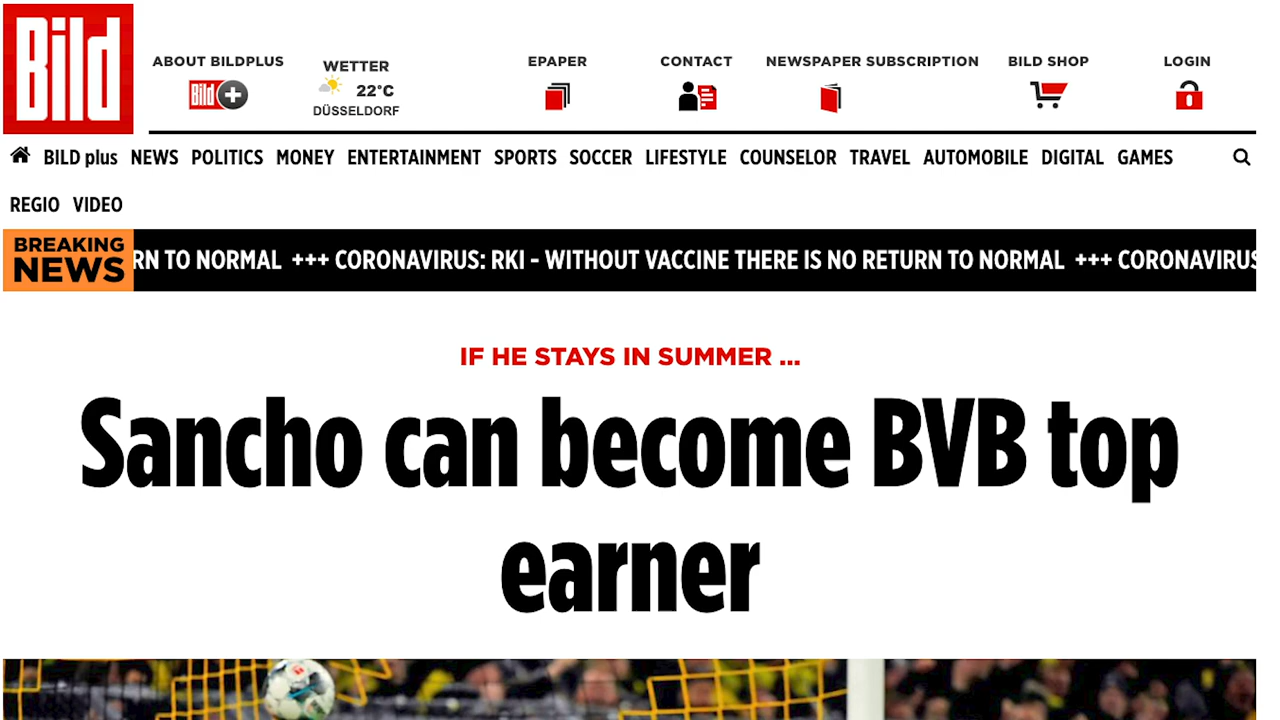 Bild
ABOUT BILDPLUS
Bild +
WETTER
22°C
DÜSSELDORF
EPAPER
CONTACT
NEWSPAPER SUBSCRIPTION
BILD SHOP
LOGIN
BILD plus NEWS POLITICS MONEY ENTERTAINMENT SPORTS SOCCER LIFESTYLE COUNSELOR TRAVEL AUTOMOBILE DIGITAL GAMES
REGIO VIDEO
BREAKING
NEWS
RN TO NORMAL +++ CORONAVIRUS: RKI - WITHOUT VACCINE THERE IS NO RETURN TO NORMAL +++ CORONAVIRUS
IF HE STAYS IN SUMMER ...
Sancho can become BVB top
earner